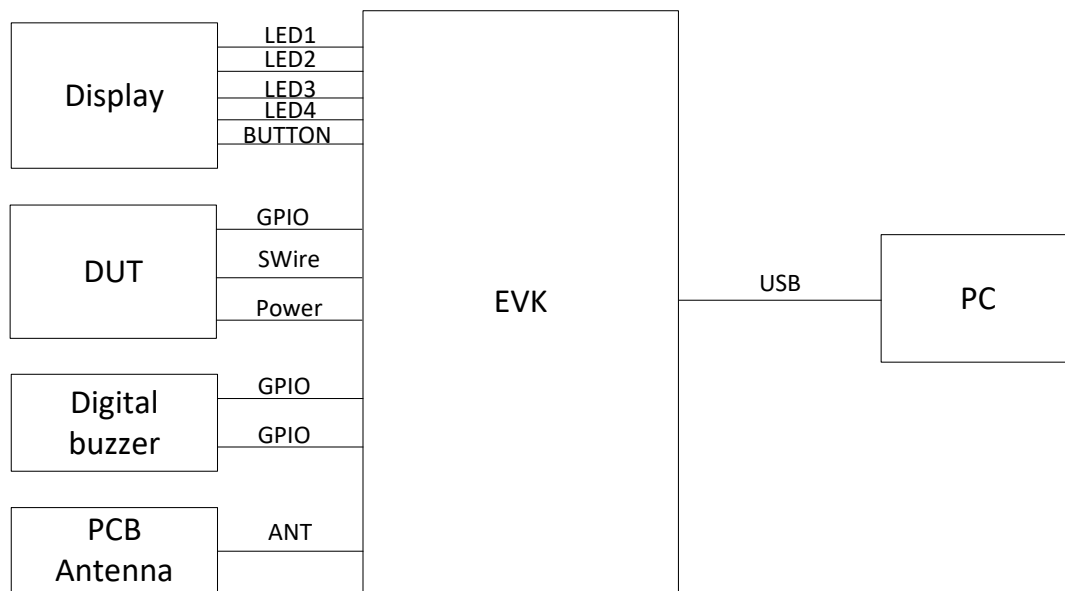 LED1
LED2
LED3
LED4
BUTTON
Display
GPIO
SWire
Power
DUT
GPIO
GPIO
Digital
buzzer
ANT
PCB
Antenna
EVK
USB
PC